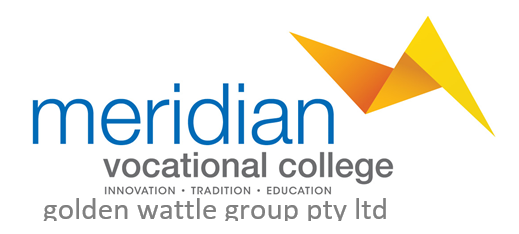 meridian
vocational college
INNOVATION • TRADITION • EDUCATION
golden wattle group pty ltd